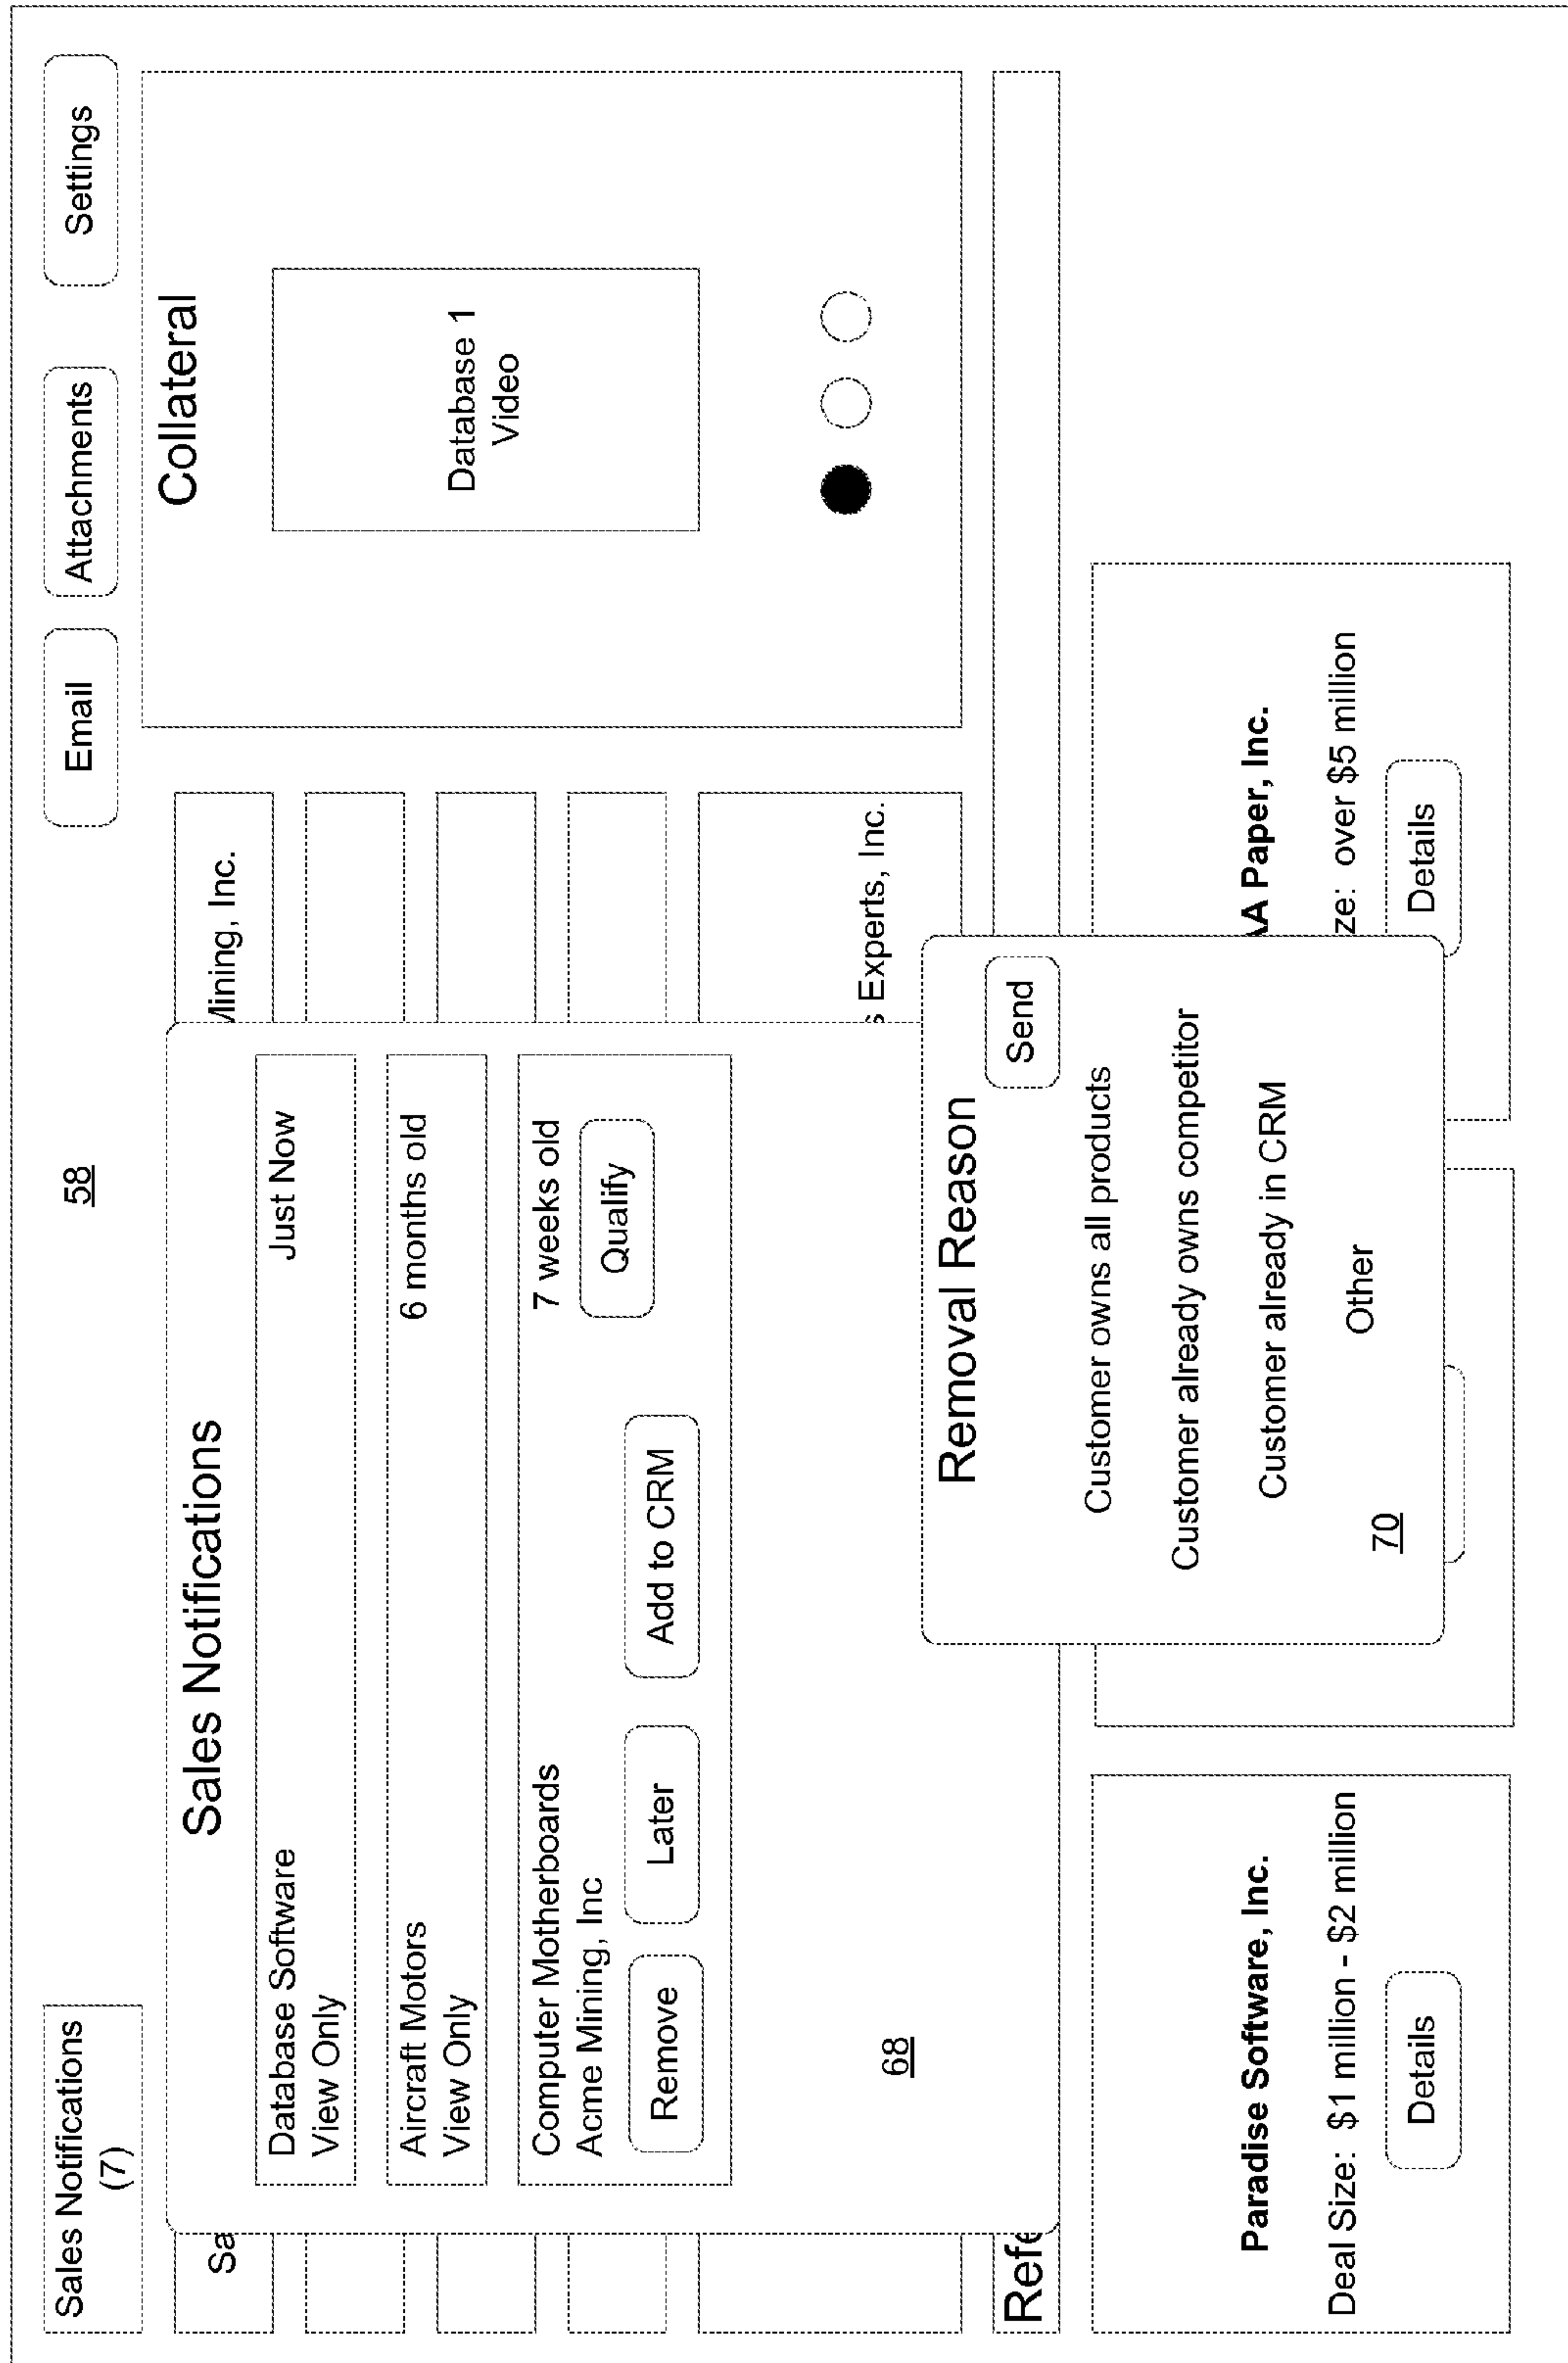 Sales Notifications
(7)
Email
Attachments
Settings
58
Sales Notifications
Database Software
Just Now
View Only
Aircraft Motors
6 months old
View Only
Computer Motherboards
7 weeks old
Acme Mining, Inc
Qualify
Remove
Later
Add to CRM
68
Mining, Inc.
s Experts, Inc.
Collateral
Database 1
Video
Removal Reason
Send
Customer owns all products
Customer already owns competitor
Customer already in CRM
Other
70
Paradise Software, Inc.
Deal Size:  $1 million - $2 million
Details
AA Paper, Inc.
ze:  over $5 million
Details